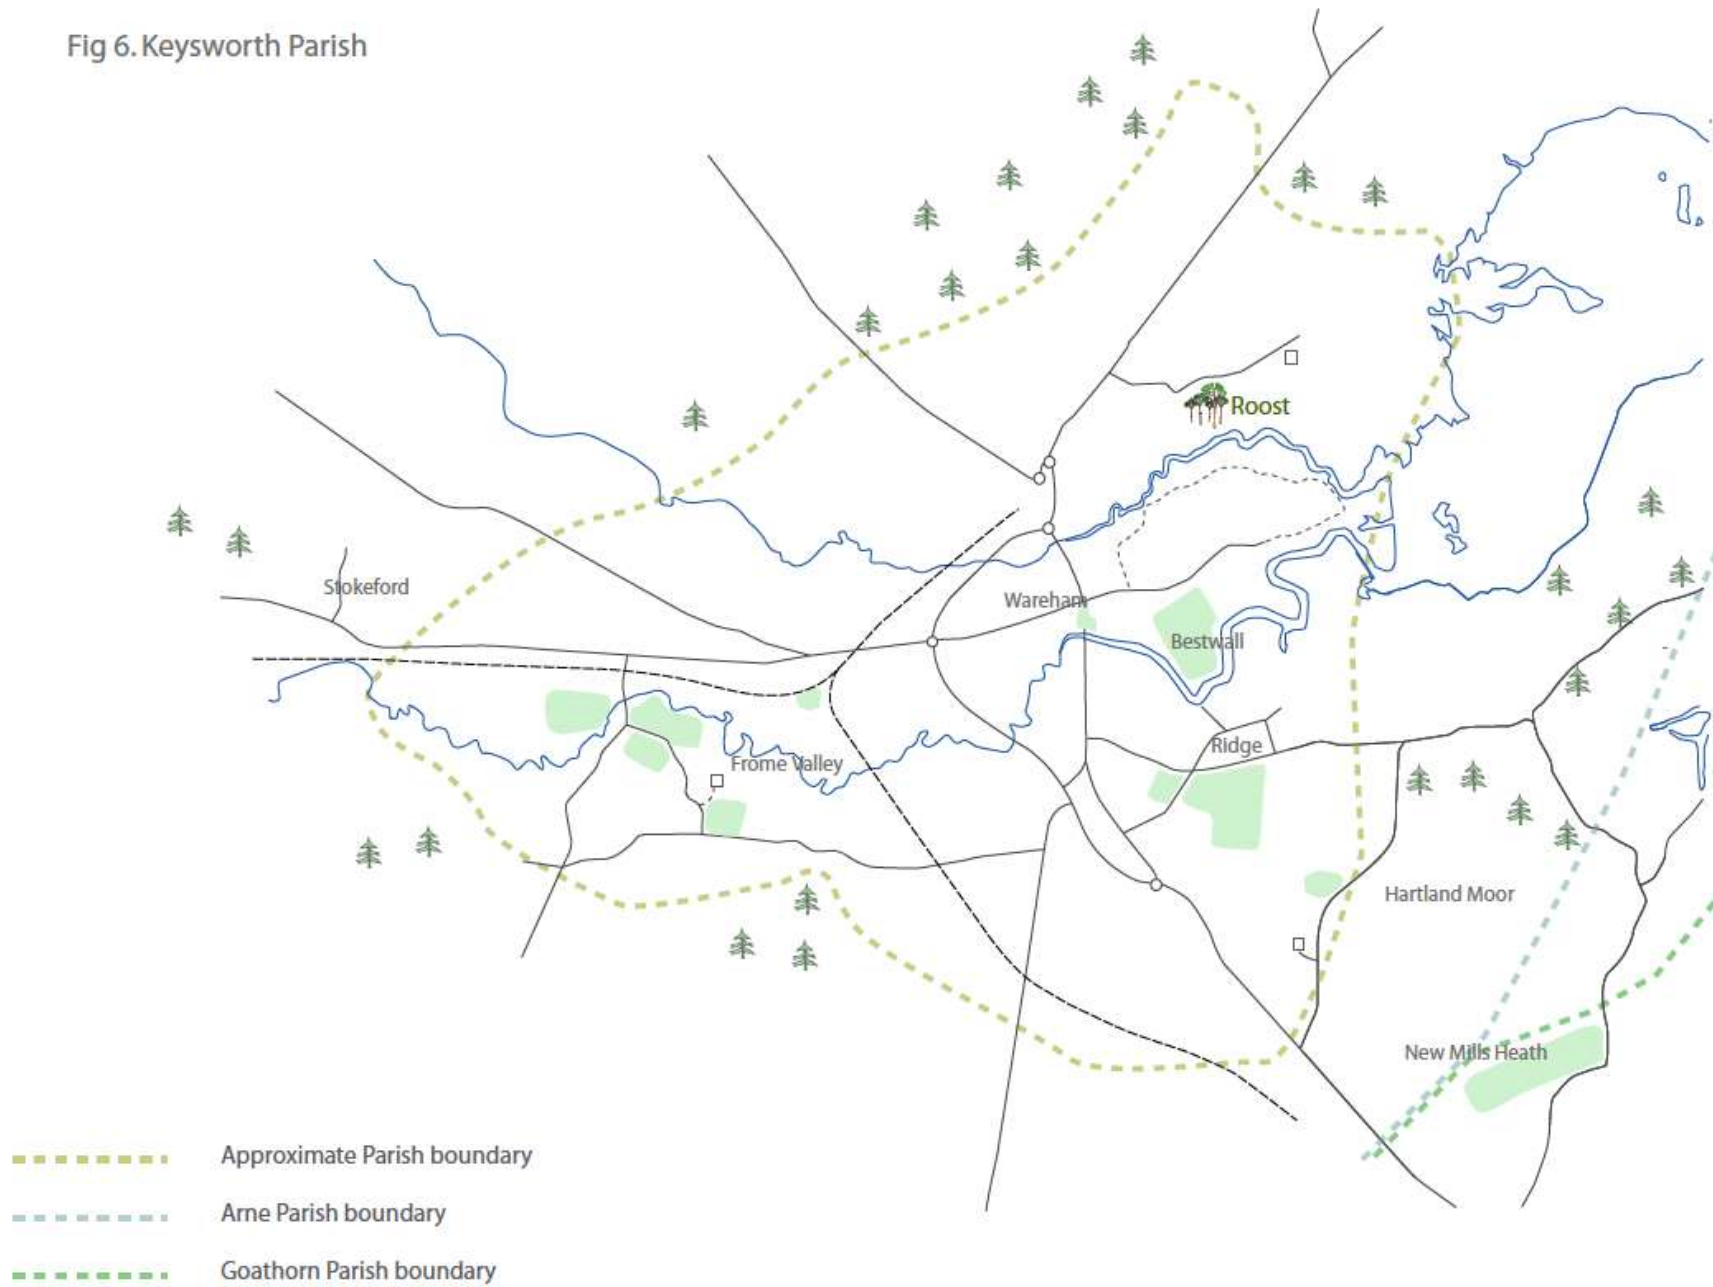 Fig 6. Keysworth Parish
Roost
Stokeford
Wareham
Bestwall
Ridge
Frome Valley
Hartland Moor
New Mills Heath
Approximate Parish boundary
Arne Parish boundary
Goathorn Parish boundary